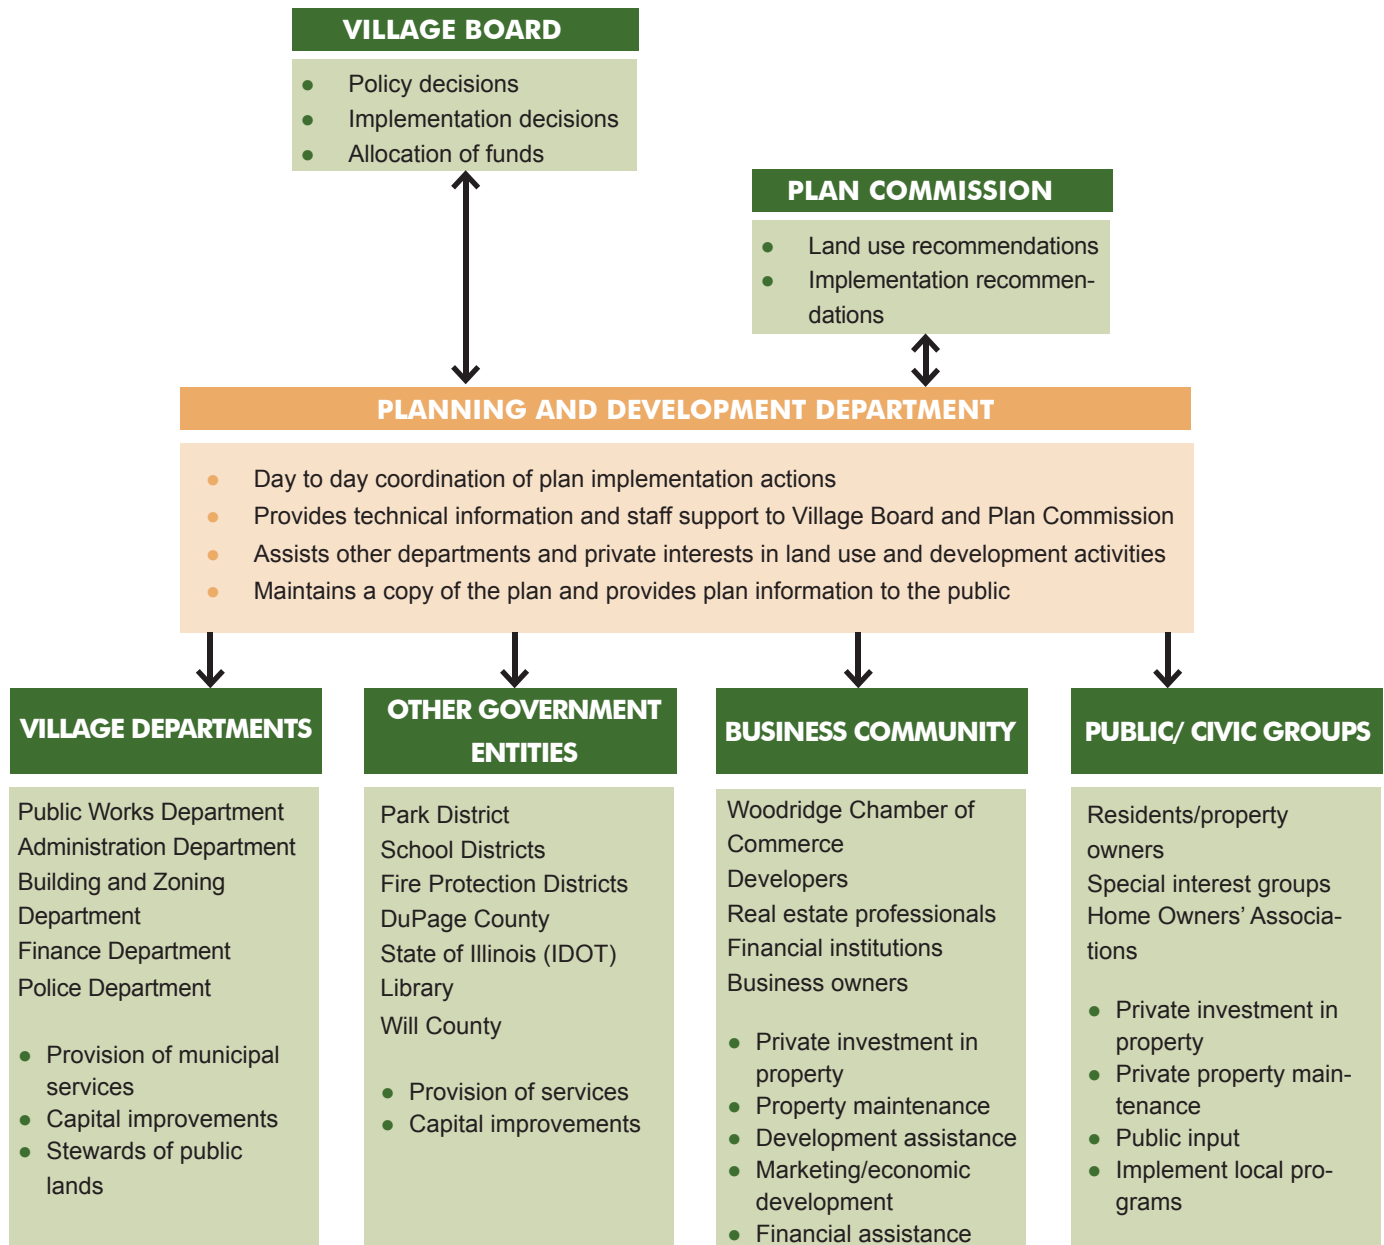 VILLAGE BOARD
● Policy decisions
● Implementation decisions
● Allocation of funds
PLAN COMMISSION
● Land use recommendations
● Implementation recommen-
dations
PLANNING AND DEVELOPMENT DEPARTMENT
● Day to day coordination of plan implementation actions
● Provides technical information and staff support to Village Board and Plan Commission
● Assists other departments and private interests in land use and development activities
● Maintains a copy of the plan and provides plan information to the public
VILLAGE DEPARTMENTS
Public Works Department
Administration Department
Building and Zoning
Department
Finance Department
Police Department
● Provision of municipal
services
● Capital improvements
● Stewards of public
lands
OTHER GOVERNMENT
ENTITIES
Park District
School Districts
Fire Protection Districts
DuPage County
State of Illinois (IDOT)
Library
Will County
● Provision of services
● Capital improvements
BUSINESS COMMUNITY
Woodridge Chamber of
Commerce
Developers
Real estate professionals
Financial institutions
Business owners
● Private investment in
property
● Property maintenance
● Development assistance
● Marketing/economic
development
● Financial assistance
PUBLIC/ CIVIC GROUPS
Residents/property
owners
Special interest groups
Home Owners’ Associa-
tions
● Private investment in
property
● Private property main-
tenance
● Public input
● Implement local pro-
grams